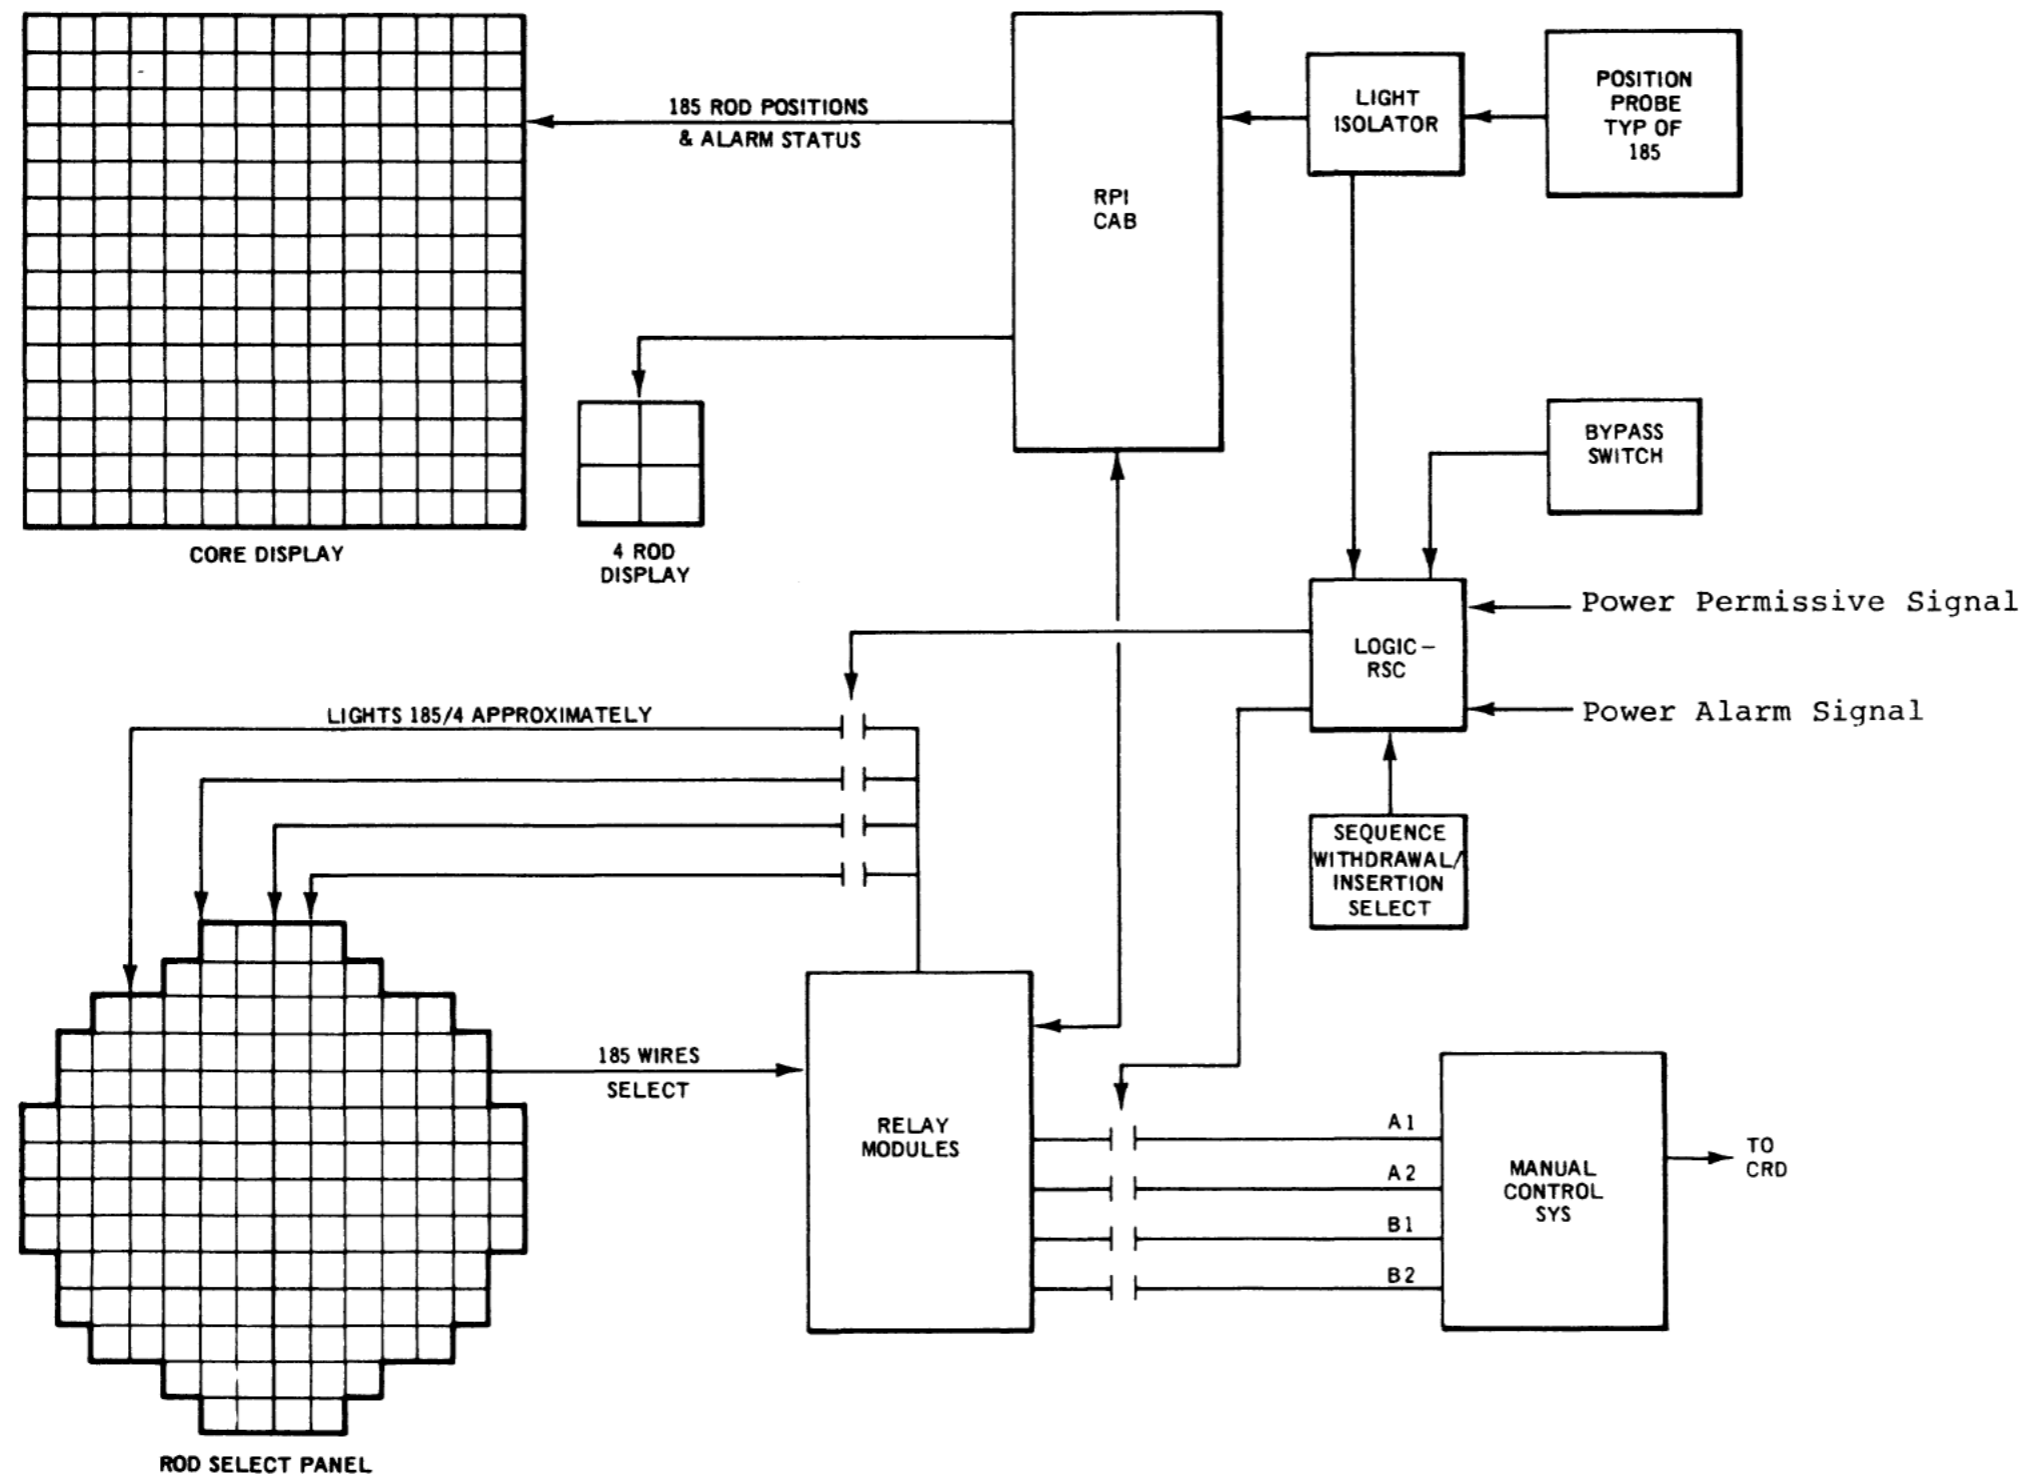 185 ROD POSITIONS
& ALARM STATUS
RPI
CAB
LIGHT
ISOLATOR
POSITION
PROBE
TYP OF
185
CORE DISPLAY
4 ROD
DISPLAY
BYPASS
SWITCH
Power Permissive Signal
LOGIC –
RSC
Power Alarm Signal
LIGHTS 185/4 APPROXIMATELY
SEQUENCE
WITHDRAWAL/
INSERTION
SELECT
185 WIRES
SELECT
RELAY
MODULES
A1
A2
B1
B2
MANUAL
CONTROL
SYS
TO
CRD
ROD SELECT PANEL